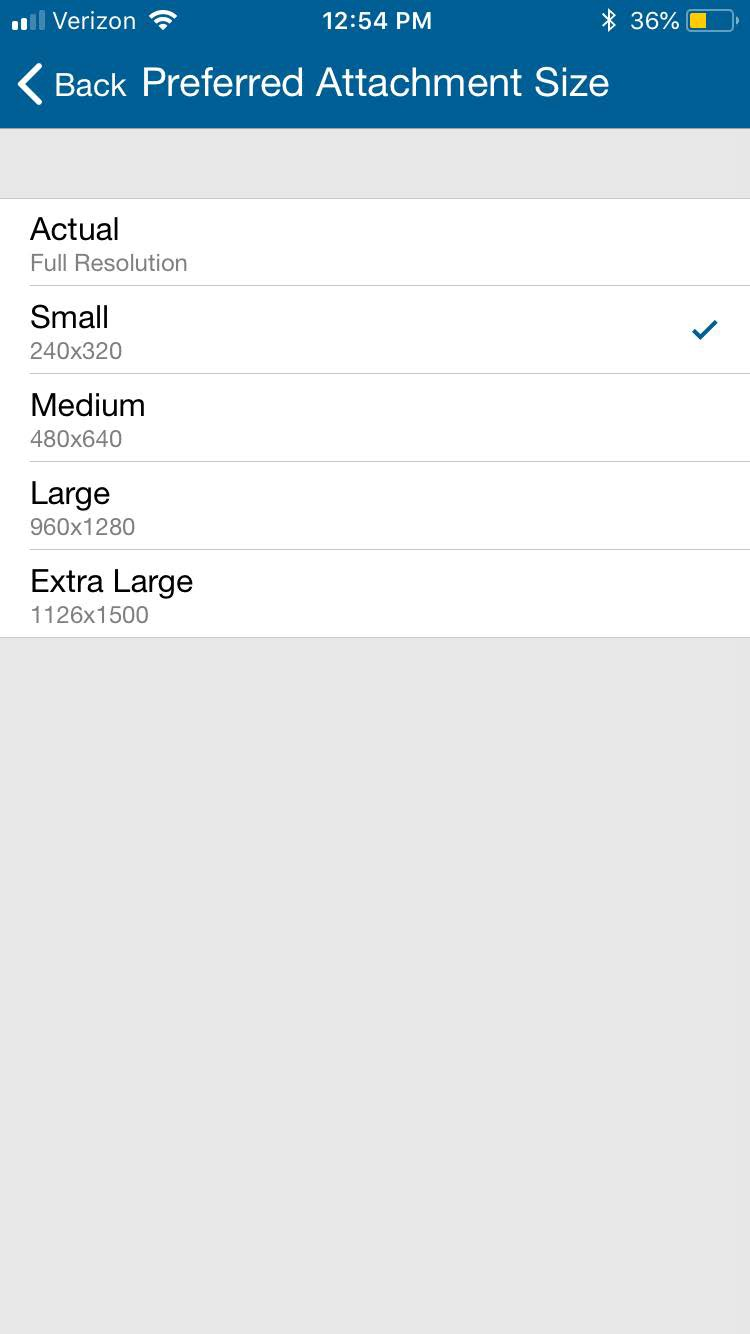 Verizon 12:54 PM 36%
Back Preferred Attachment Size
Actual
Full Resolution
Small
240x320
Medium
480x640
Large
960x1280
Extra Large
1126x1500